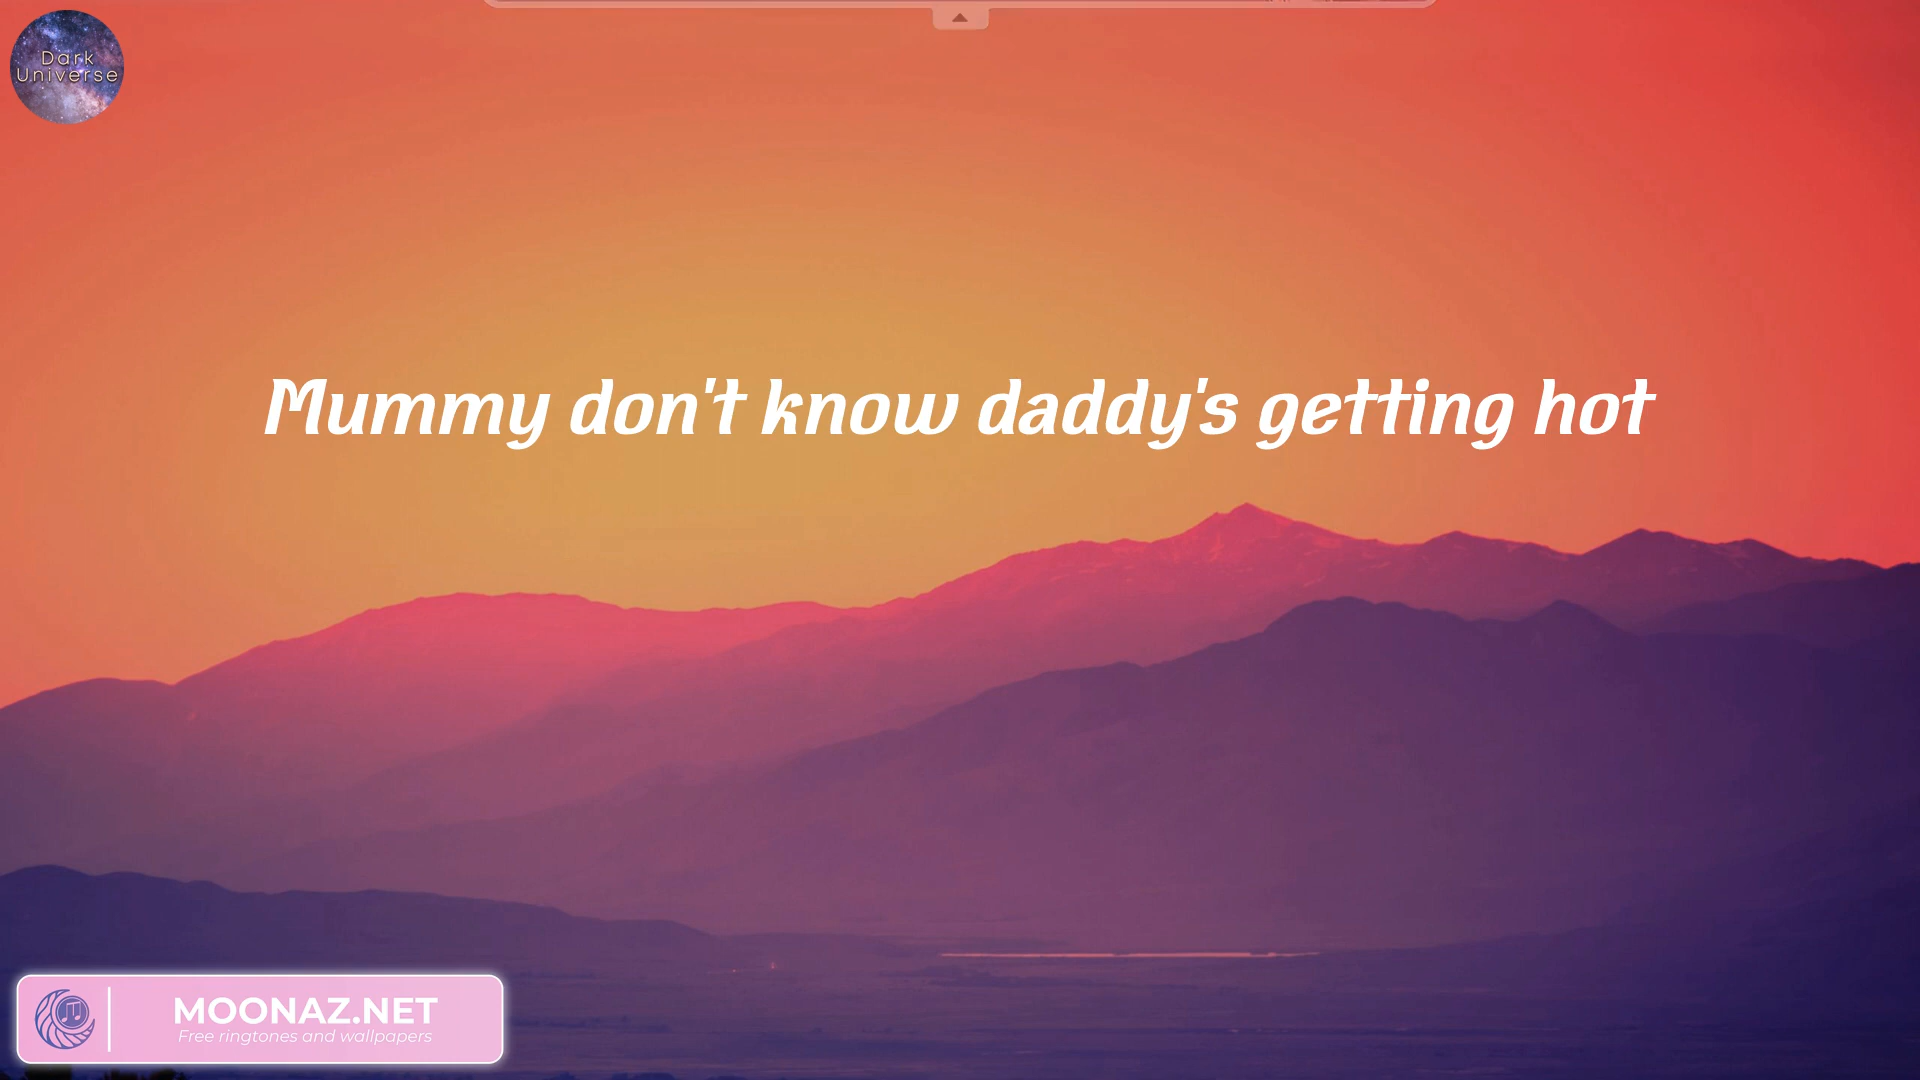 Dark
Universe
Mummy don't know daddy's getting hot
MOONAZ.NET
Free ringtones and wallpapers